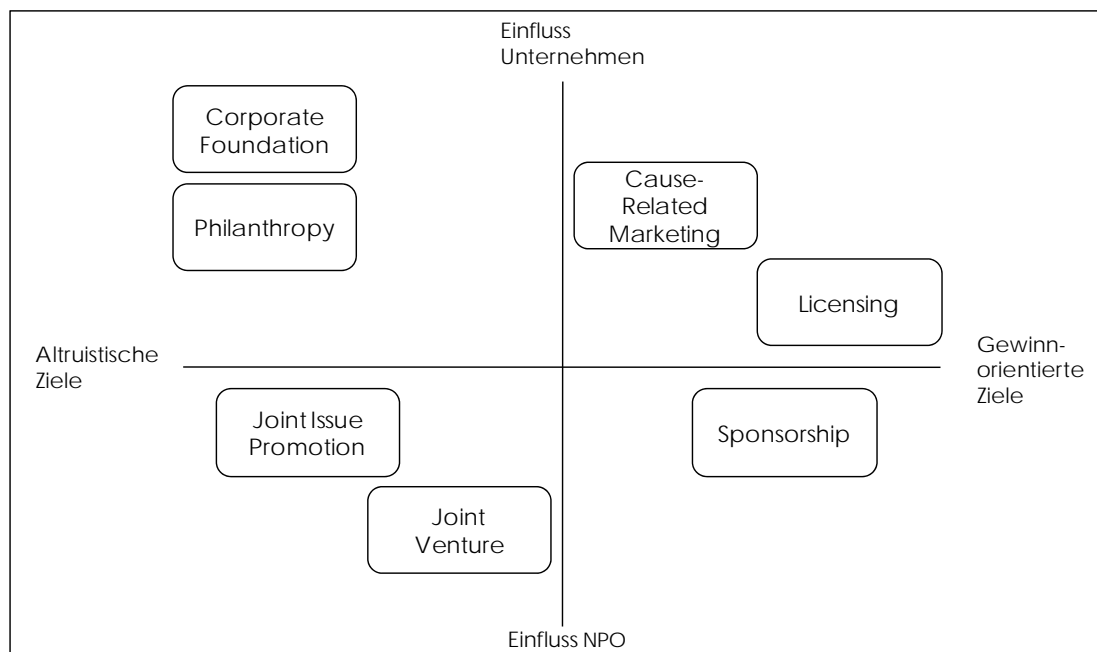 Einfluss
Unternehmen
Corporate
Foundation
Cause-
Related
Marketing
Philanthropy
Licensing
Altruistische
Ziele
Gewinn-
orientierte
Ziele
Joint Issue
Promotion
Sponsorship
Joint
Venture
Einfluss NPO